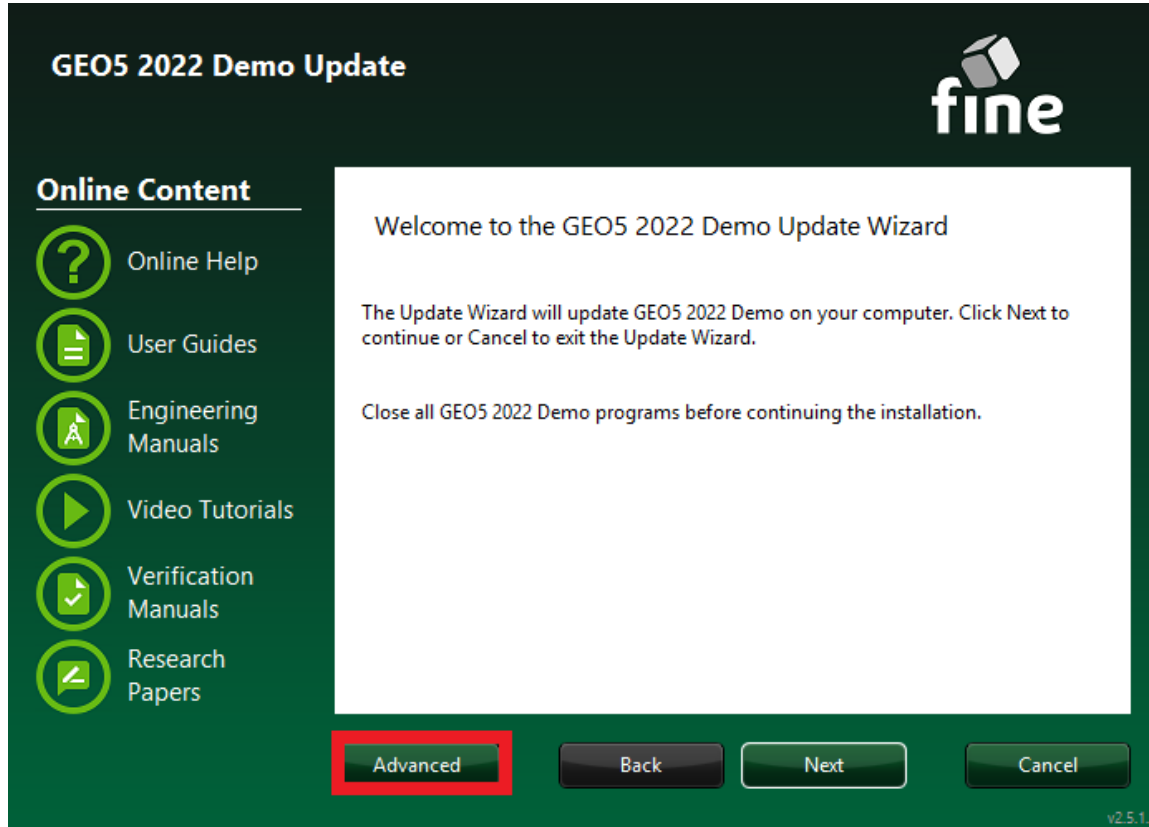 GEO5 2022 Demo Update
fine
Online Content
Online Help
User Guides
Engineering
Manuals
Video Tutorials
Verification
Manuals
Research
Papers
Welcome to the GEO5 2022 Demo Update Wizard
The Update Wizard will update GEO5 2022 Demo on your computer. Click Next to
continue or Cancel to exit the Update Wizard.
Close all GEO5 2022 Demo programs before continuing the installation.
Advanced
Back
Next
Cancel
v2.5.1.